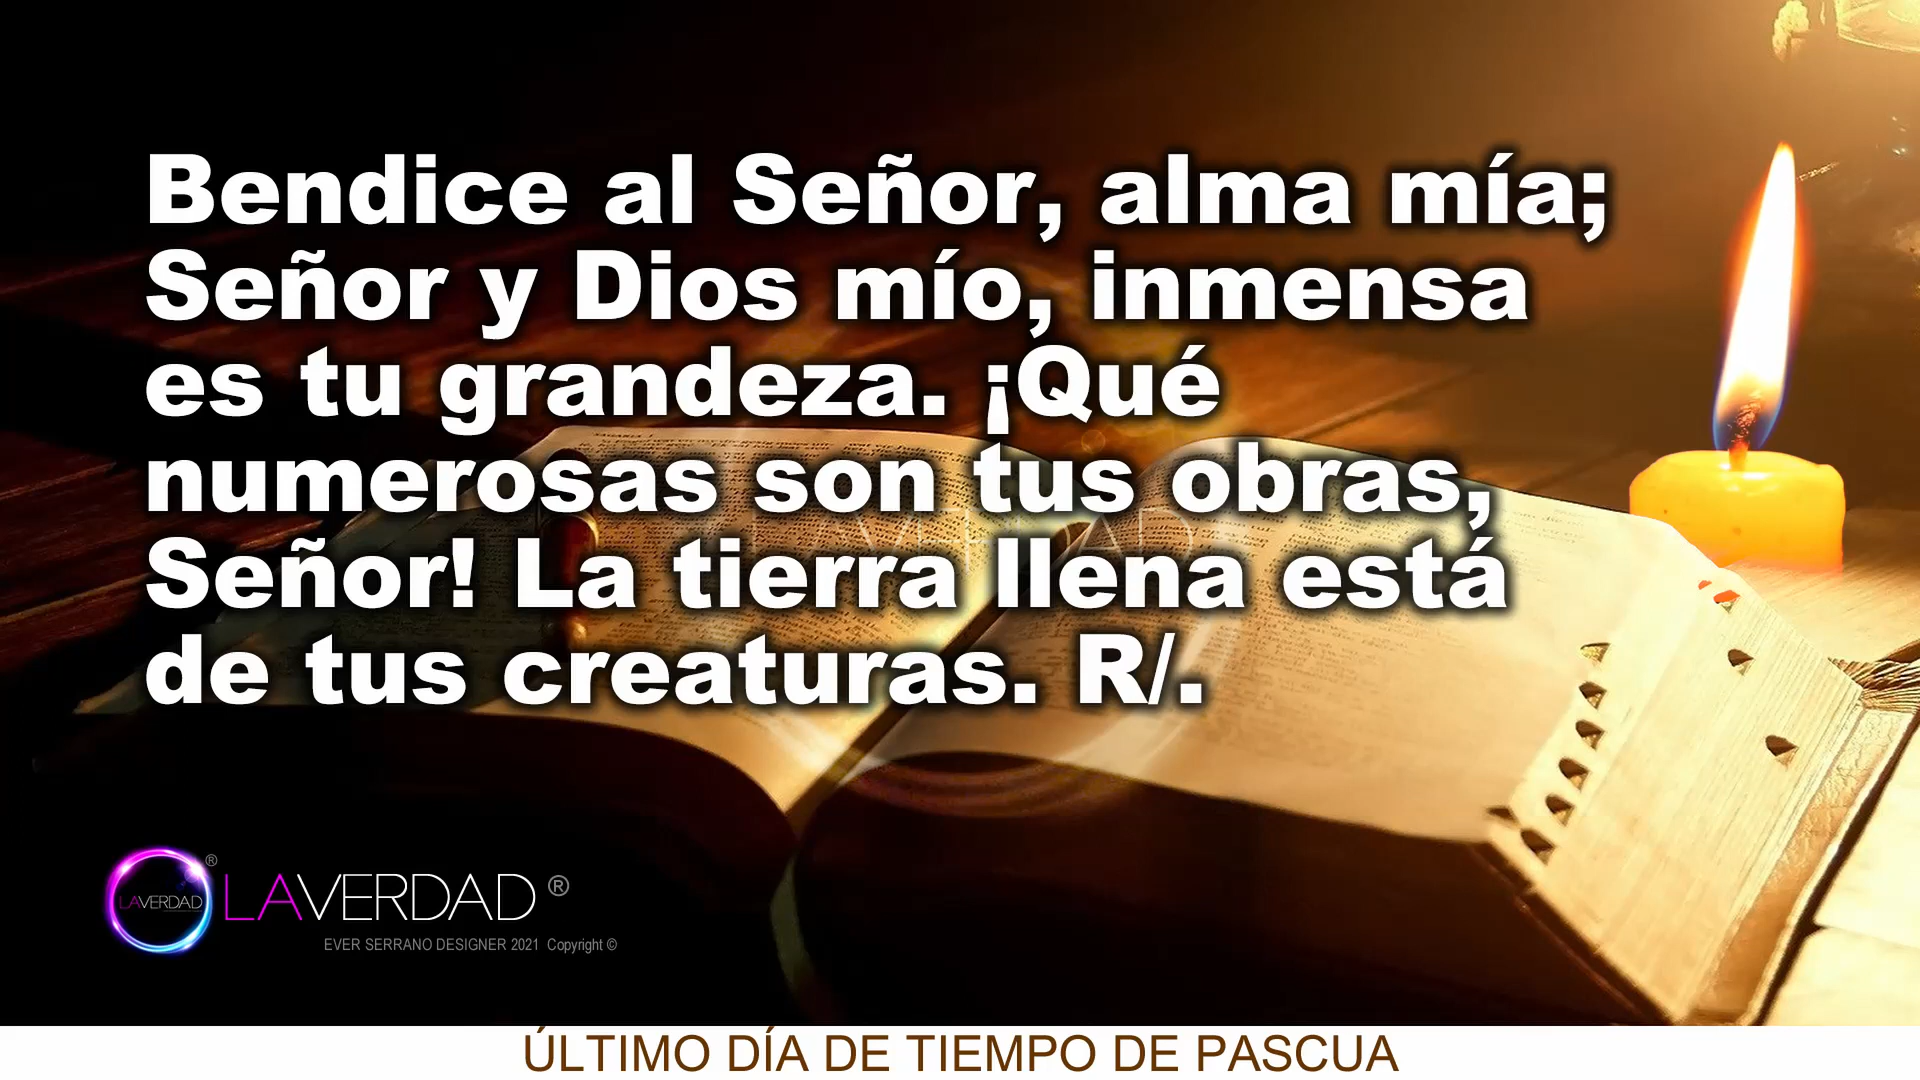 Bendice al Señor, alma mía;
Señor y Dios mío, inmensa
es tu grandeza. ¡Qué
numerosas son tus obras,
Señor! La tierra llena está
de tus creaturas. R/.
LAVERDAD ®
LAVERDAD ®
EVER SERRANO DESIGNER 2021 Copyright ©
ÚLTIMO DÍA DE TIEMPO DE PASCUA